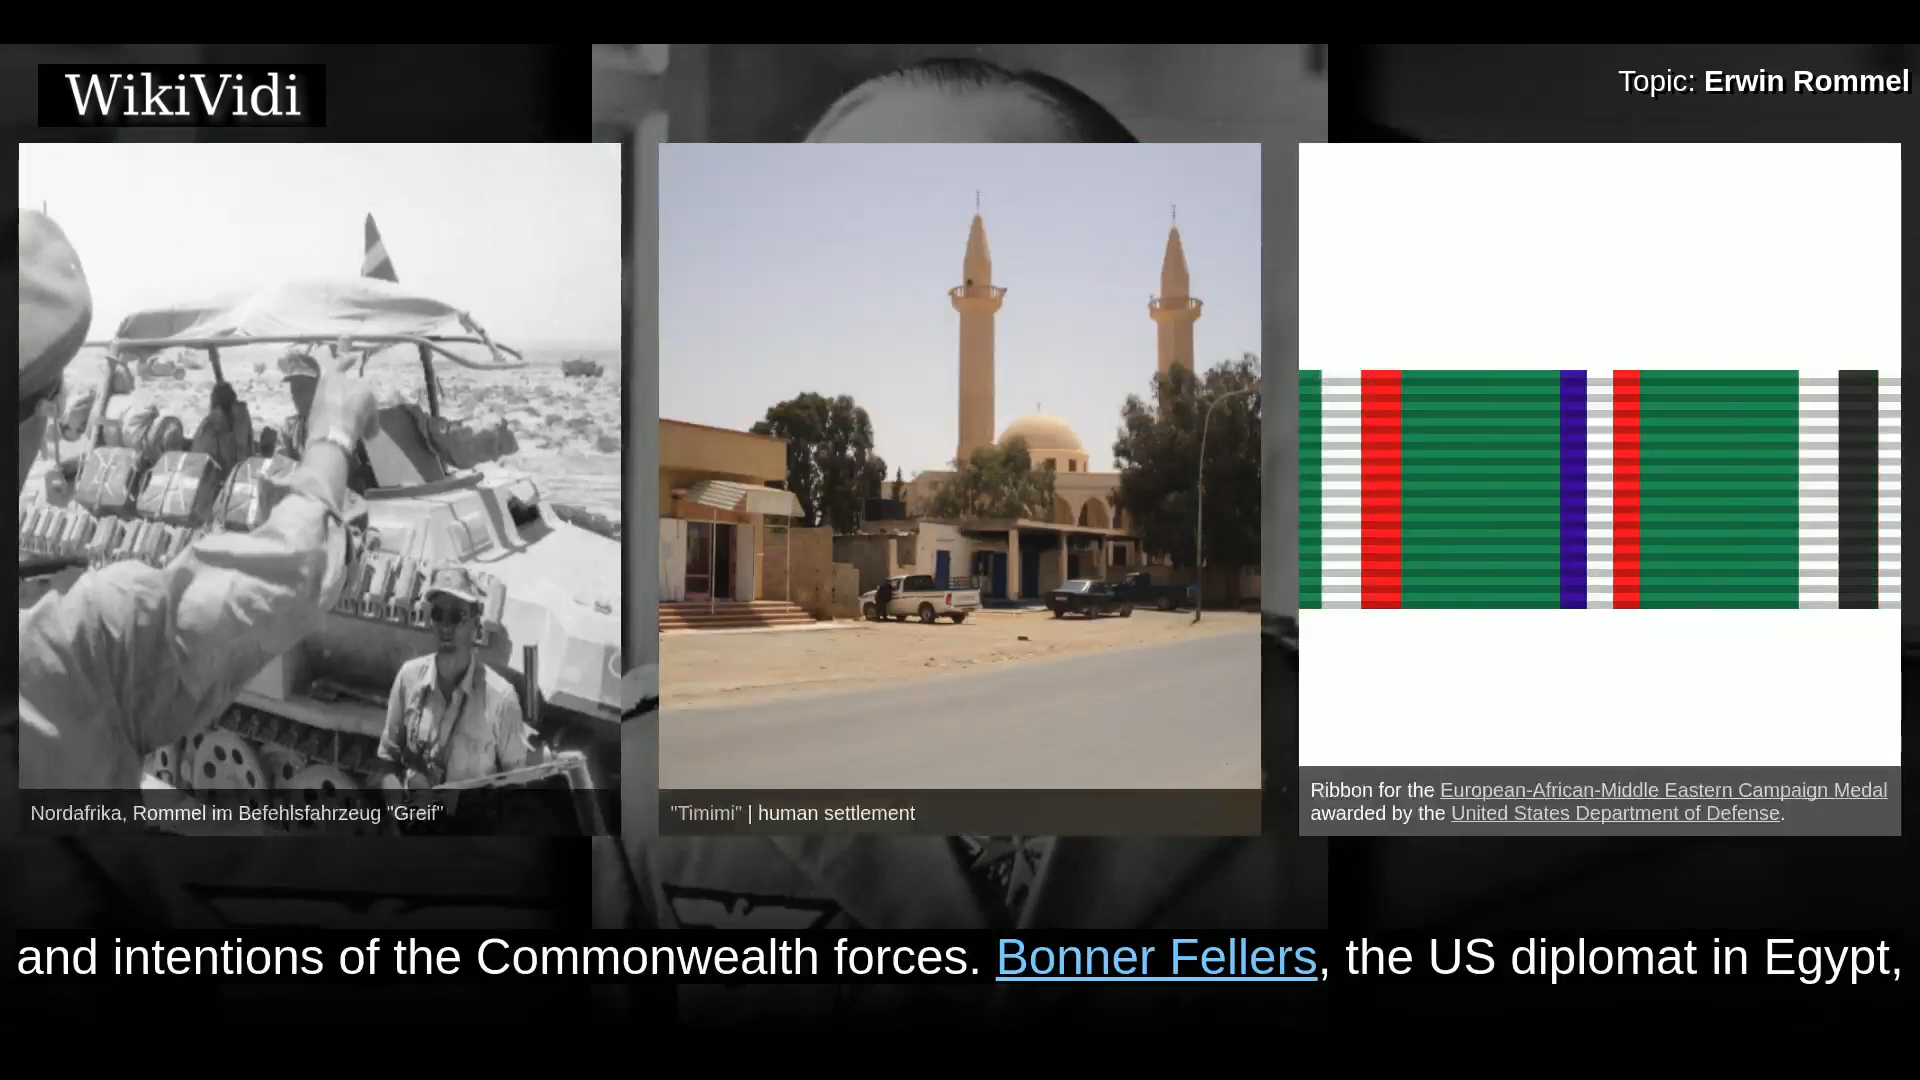 WikiVidi
Topic: Erwin Rommel
Nordafrika, Rommel im Befehlsfahrzeug "Greif"
"Timimi" | human settlement
Ribbon for the European-African-Middle Eastern Campaign Medal
awarded by the United States Department of Defense.
and intentions of the Commonwealth forces. Bonner Fellers, the US diplomat in Egypt,